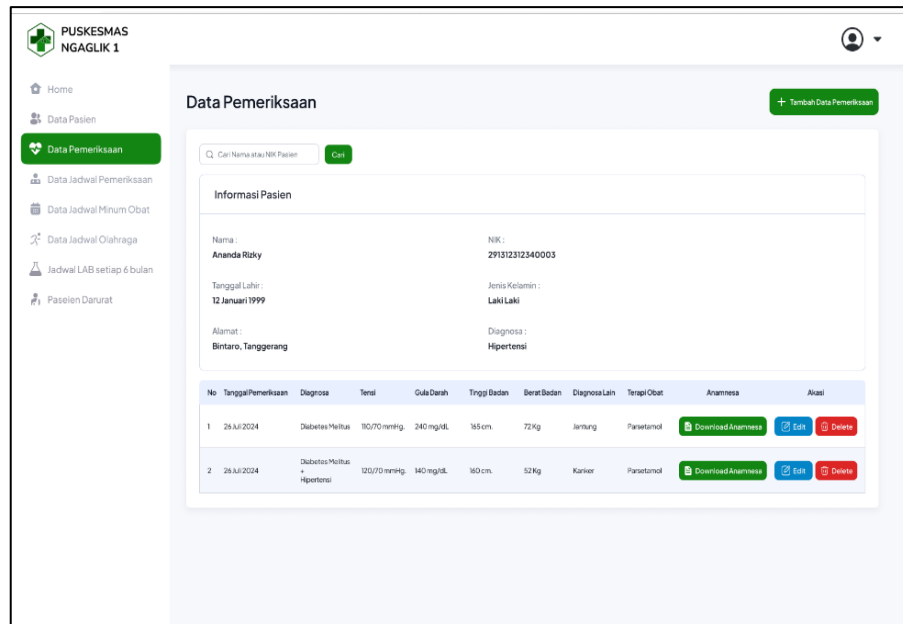 PUSKESMAS
NGAGLIK 1
Home
Data Pasien
Data Pemeriksaan
Data Jadwal Pemeriksaan
Data Jadwal Minum Obat
Data Jadwal Olahraga
Jadwal LAB setiap 6 bulan
Paseien Darurat
Data Pemeriksaan
+ Tambah Data Pemeriksaan
Cari Nama atau NIK Pasien
Cari
Informasi Pasien
Nama : NIK :
Ananda Rizky 291312312340003
Tanggal Lahir : Jenis Kelamin :
12 Januari 1999 Laki Laki
Alamat : Diagnosa :
Bintaro, Tanggerang Hipertensi
No Tanggal Pemeriksaan Diagnosa Tensi Gula Darah Tinggi Badan Berat Badan Diagnosa Lain Terapi Obat Anamnesa Akasi
1 26 Juli 2024 Diabetes Melitus 110/70 mmHg. 240 mg/dL 165 cm. 72 Kg Jantung Parsetamol Download Anamnesa Edit Delete
2 26 Juli 2024 Diabetes Melitus + Hipertensi 120/70 mmHg. 140 mg/dL 160 cm. 52 Kg Kanker Parsetamol Download Anamnesa Edit Delete